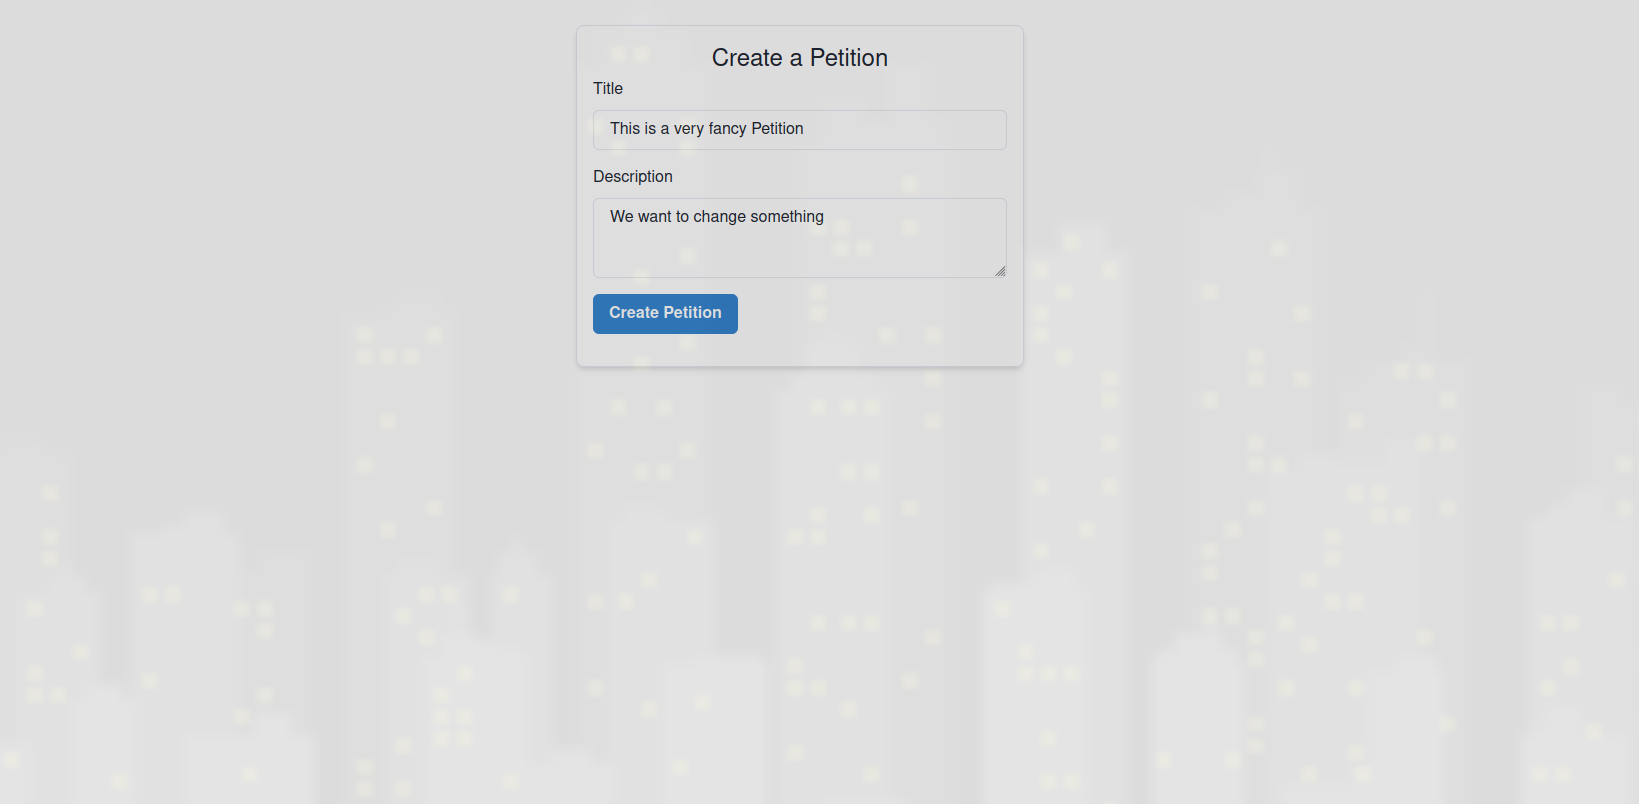 Create a Petition
Title
This is a very fancy Petition
Description
We want to change something
Create Petition